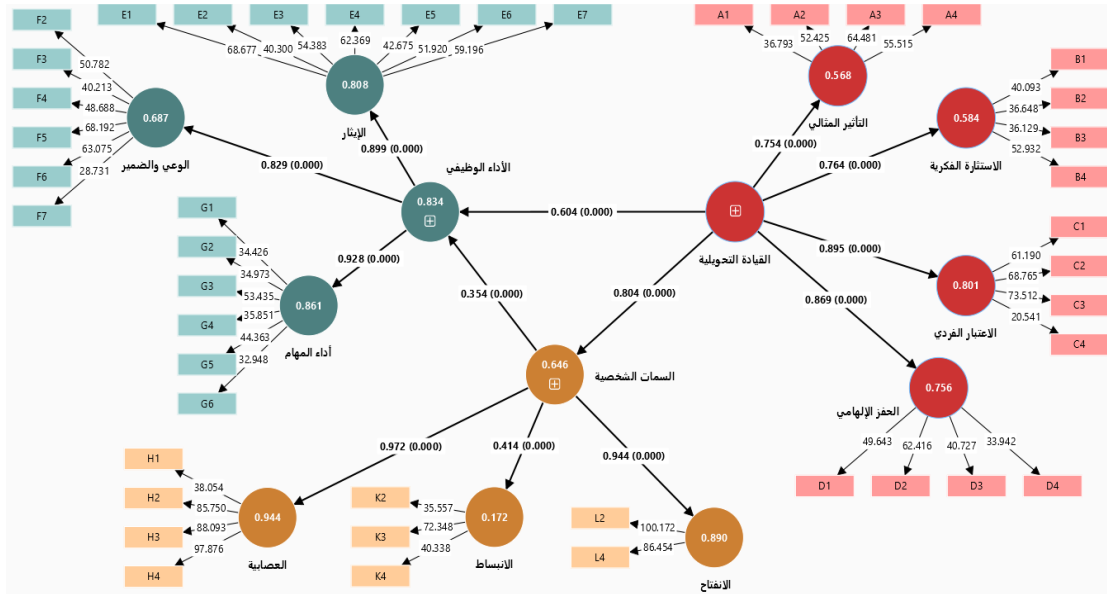 E1
E2
E3
E4
E5
E6
E7
68.677
40.300
54.383
62.369
42.675
51.920
59.196
0.808
الإيثار
F2
F3
F4
F5
F6
F7
50.782
40.213
48.688
68.192
63.075
28.731
0.687
الوعي والضمير
0.899 (0.000)
0.829 (0.000)
الأداء الوظيفي
0.834
G1
G2
G3
G4
G5
G6
34.426
34.973
53.435
35.851
44.363
32.948
0.861
أداء المهام
0.928 (0.000)
0.604 (0.000)
0.354 (0.000)
0.804 (0.000)
القيادة التحويلية
A1
A2
A3
A4
36.793
52.425
64.481
55.515
0.568
التأثير المثالي
0.754 (0.000)
0.764 (0.000)
B1
B2
B3
B4
40.093
36.648
36.129
52.932
0.584
الاستثارة الفكرية
0.895 (0.000)
0.869 (0.000)
C1
C2
C3
C4
61.190
68.765
73.512
20.541
0.801
الاعتبار الفردي
0.756
الحفز الإلهامي
49.643
62.416
40.727
33.942
D1
D2
D3
D4
0.646
السمات الشخصية
0.972 (0.000)
0.414 (0.000)
0.944 (0.000)
H1
H2
H3
H4
38.054
85.750
88.093
97.876
0.944
العصابية
K2
K3
K4
35.557
72.348
40.338
0.172
الانبساط
L2
L4
100.172
86.454
0.890
الانفتاح